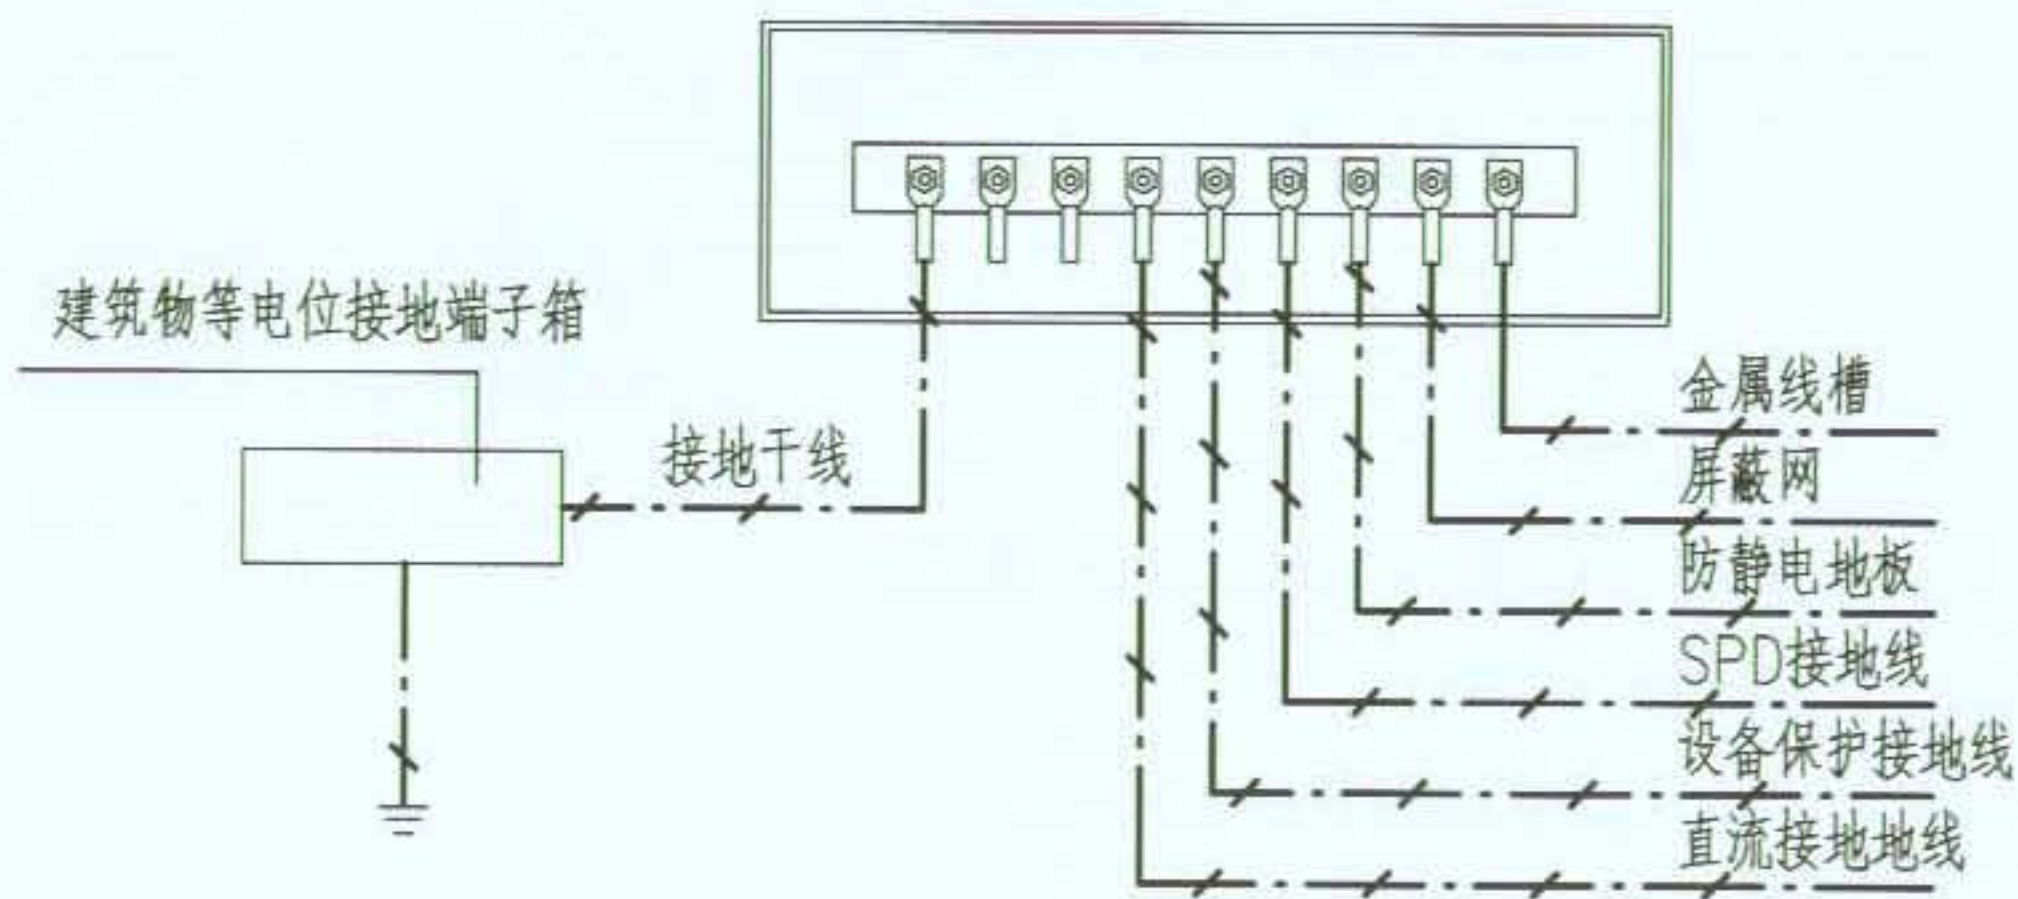 建筑物等电位接地端子箱
接地干线
金属线槽
屏蔽网
防静电地板
SPD接地线
设备保护接地线
直流接地地线